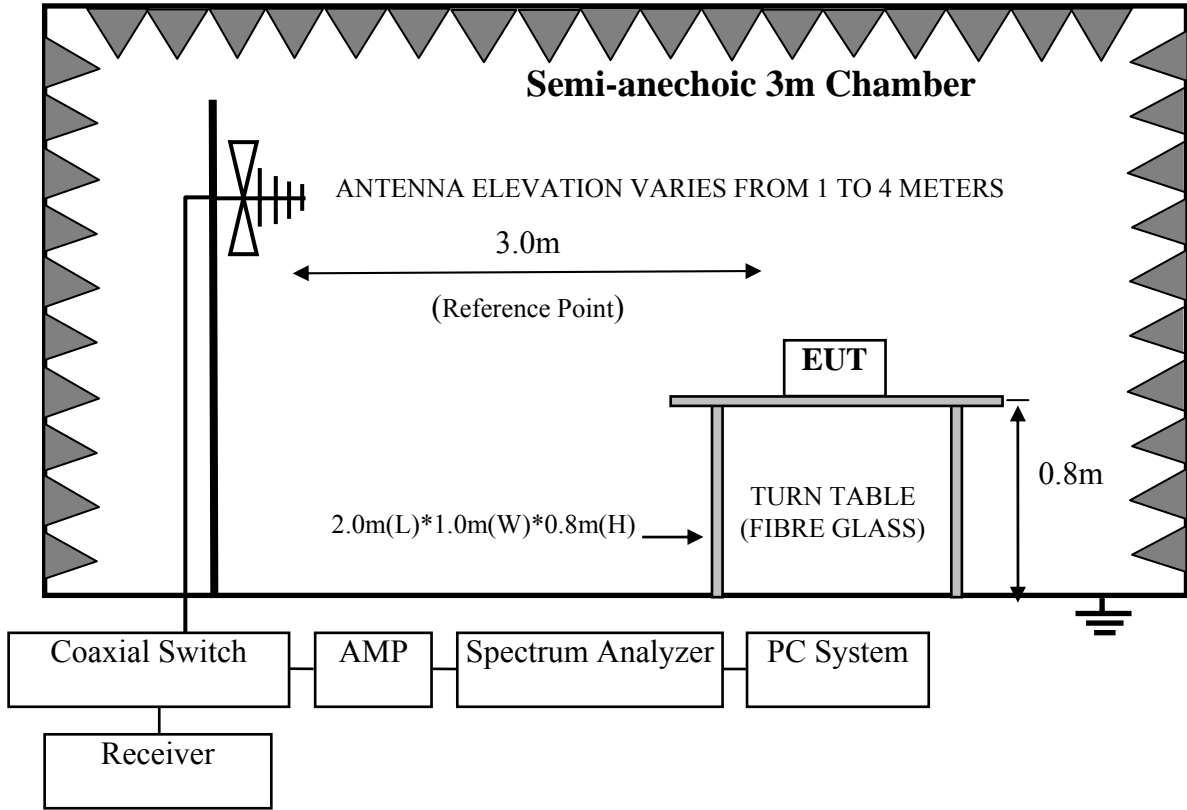 Semi-anechoic 3m Chamber
ANTENNA ELEVATION VARIES FROM 1 TO 4 METERS
3.0m
(Reference Point)
EUT
0.8m
TURN TABLE
(FIBRE GLASS)
2.0m(L)*1.0m(W)*0.8m(H)
Coaxial Switch
AMP
Spectrum Analyzer
PC System
Receiver